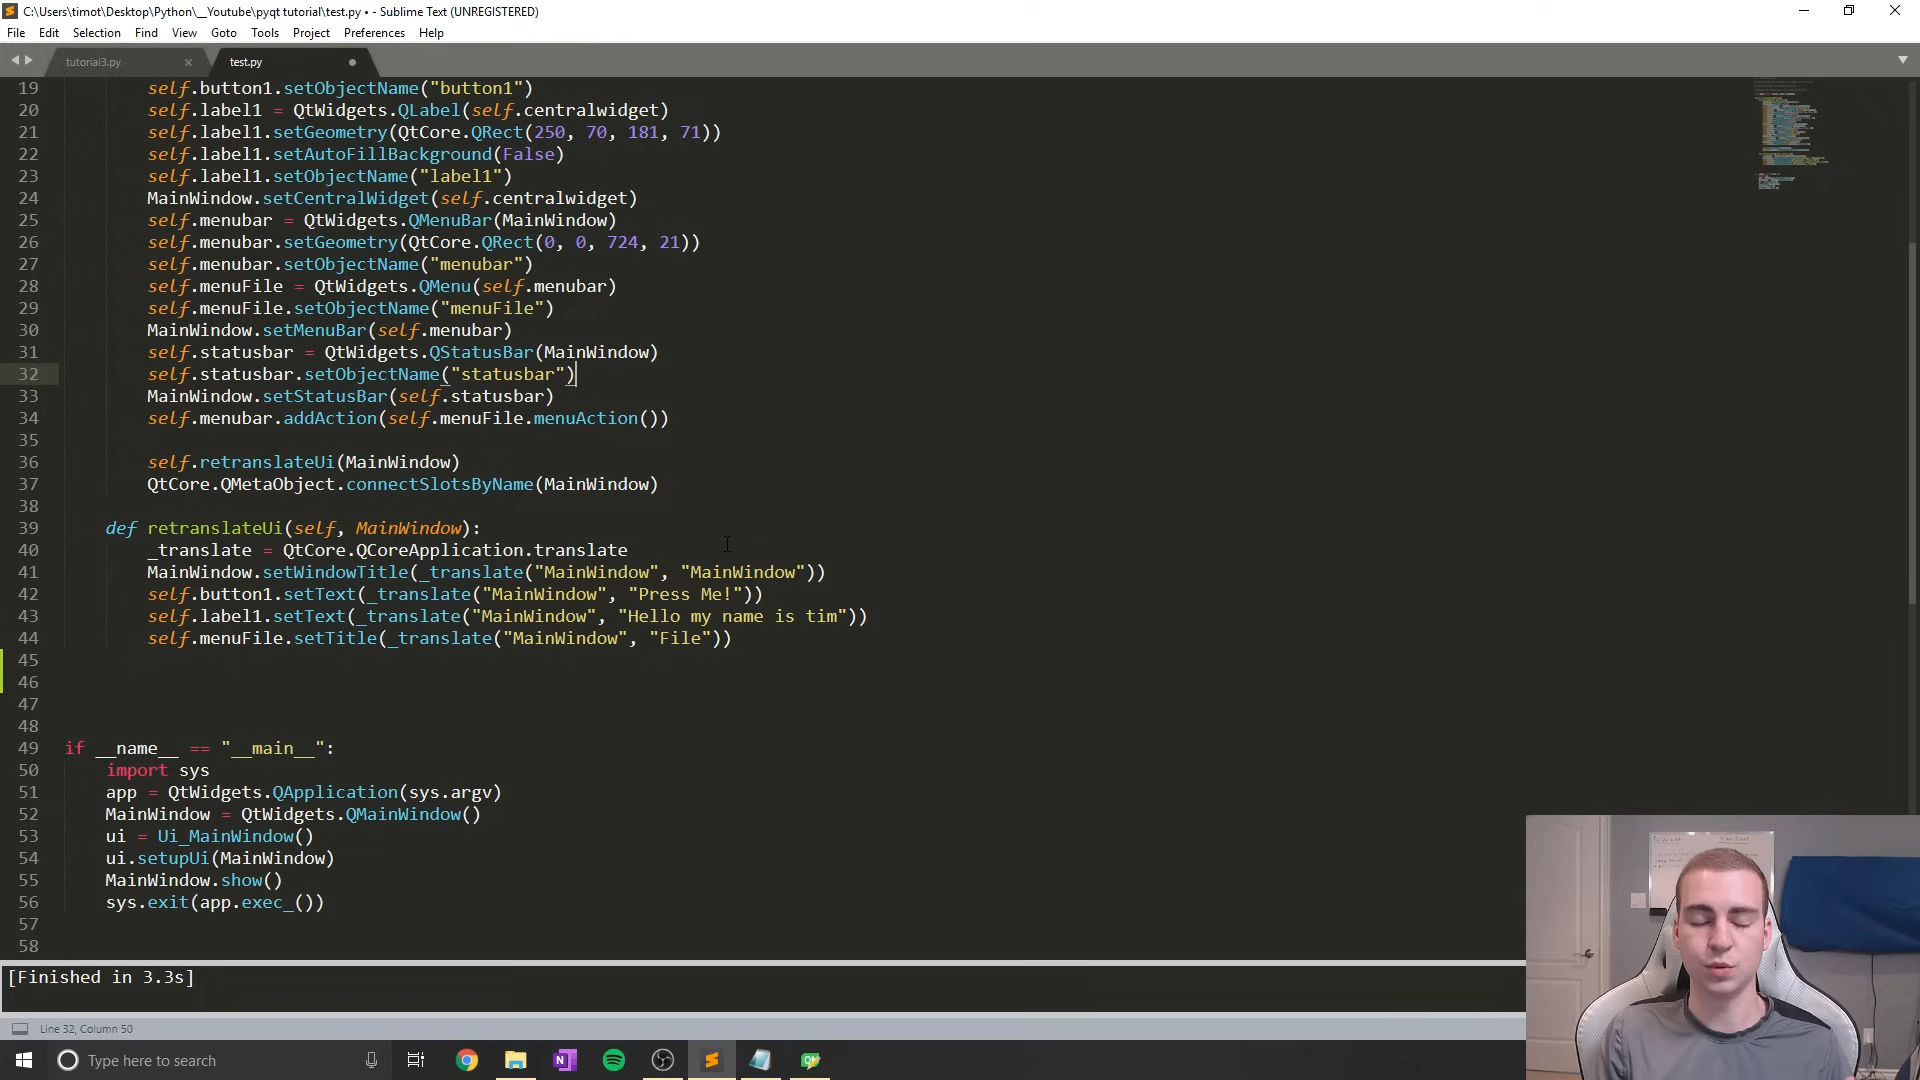 C:\Users\timot\Desktop\Python\__Youtube\pyqt tutorial\test.py • - Sublime Text (UNREGISTERED)
File Edit Selection Find View Goto Tools Project Preferences Help
tutorial3.py test.py
19 self.button1.setObjectName("button1")
20 self.label1 = QtWidgets.QLabel(self.centralwidget)
21 self.label1.setGeometry(QtCore.QRect(250, 70, 181, 71))
22 self.label1.setAutoFillBackground(False)
23 self.label1.setObjectName("label1")
24 MainWindow.setCentralWidget(self.centralwidget)
25 self.menubar = QtWidgets.QMenuBar(MainWindow)
26 self.menubar.setGeometry(QtCore.QRect(0, 0, 724, 21))
27 self.menubar.setObjectName("menubar")
28 self.menuFile = QtWidgets.QMenu(self.menubar)
29 self.menuFile.setObjectName("menuFile")
30 MainWindow.setMenuBar(self.menubar)
31 self.statusbar = QtWidgets.QStatusBar(MainWindow)
32 self.statusbar.setObjectName("statusbar")
33 MainWindow.setStatusBar(self.statusbar)
34 self.menubar.addAction(self.menuFile.menuAction())
35
36 self.retranslateUi(MainWindow)
37 QtCore.QMetaObject.connectSlotsByName(MainWindow)
38
39 def retranslateUi(self, MainWindow):
40 _translate = QtCore.QCoreApplication.translate
41 MainWindow.setWindowTitle(_translate("MainWindow", "MainWindow"))
42 self.button1.setText(_translate("MainWindow", "Press Me!"))
43 self.label1.setText(_translate("MainWindow", "Hello my name is tim"))
44 self.menuFile.setTitle(_translate("MainWindow", "File"))
45
46
47
48
49 if __name__ == "__main__":
50 import sys
51 app = QtWidgets.QApplication(sys.argv)
52 MainWindow = QtWidgets.QMainWindow()
53 ui = Ui_MainWindow()
54 ui.setupUi(MainWindow)
55 MainWindow.show()
56 sys.exit(app.exec_())
57
58
[Finished in 3.3s]
Line 32, Column 50
Type here to search